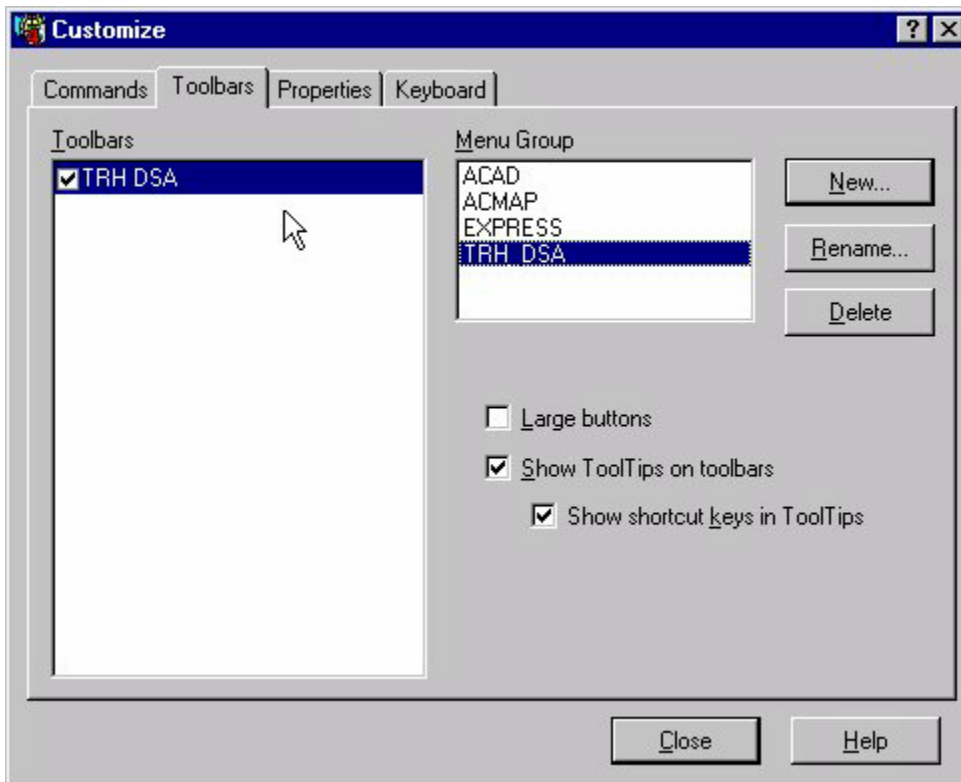 Customize
Commands Toolbars Properties Keyboard
Toolbars
TRH DSA
Menu Group
ACAD
ACMAP
EXPRESS
TRH_DSA
New...
Rename...
Delete
Large buttons
Show ToolTips on toolbars
Show shortcut keys in ToolTips
Close Help